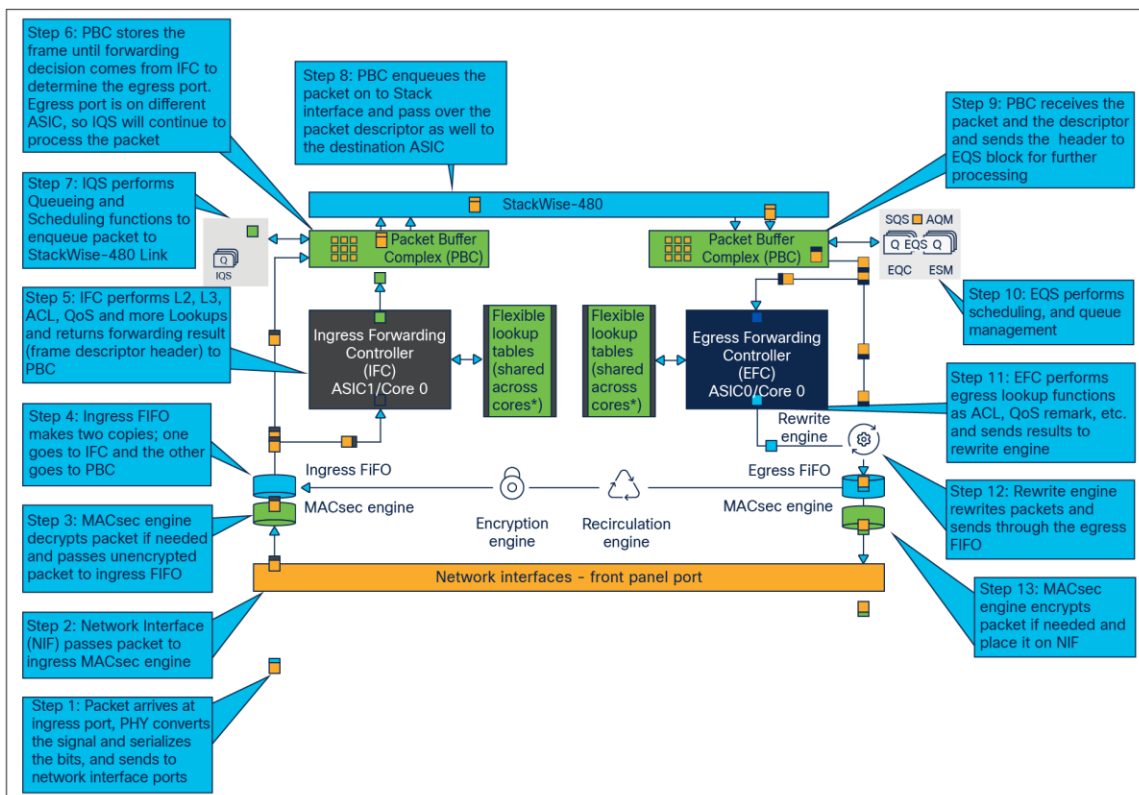 Step 6: PBC stores the
frame until forwarding
decision comes from IFC to
determine the egress port.
Egress port is on different
ASIC, so IQS will continue to
process the packet
Step 8: PBC enqueues the
packet on to Stack
interface and pass over the
packet descriptor as well to
the destination ASIC
Step 9: PBC receives the
packet and the descriptor
and sends the header to
EQS block for further
processing
Step 7: IQS performs
Queueing and
Scheduling functions to
enqueue packet to
StackWise-480 Link
StackWise-480
Q
IQS
Packet Buffer
Complex (PBC)
Packet Buffer
Complex (PBC)
SQS AQM
Q EQS Q
EQC ESM
Step 5: IFC performs L2, L3,
ACL, QoS and more Lookups
and returns forwarding result
(frame descriptor header) to
PBC
Ingress Forwarding
Controller
(IFC)
ASIC1/Core 0
Flexible
lookup
tables
(shared
across
cores*)
Flexible
lookup
tables
(shared
across
cores*)
Egress Forwarding
Controller
(EFC)
ASIC0/Core 0
Step 10: EQS performs
scheduling, and queue
management
Step 11: EFC performs
egress lookup functions
as ACL, QoS remark, etc.
and sends results to
rewrite engine
Step 4: Ingress FIFO
makes two copies; one
goes to IFC and the other
goes to PBC
Rewrite
engine
Ingress FiFO
MACsec engine
Encryption
engine
Recirculation
engine
Egress FiFO
MACsec engine
Step 12: Rewrite engine
rewrites packets and
sends through the egress
FIFO
Step 3: MACsec engine
decrypts packet if needed
and passes unencrypted
packet to ingress FIFO
Network interfaces - front panel port
Step 13: MACsec
engine encrypts
packet if needed and
place it on NIF
Step 2: Network Interface
(NIF) passes packet to
ingress MACsec engine
Step 1: Packet arrives at
ingress port, PHY converts
the signal and serializes
the bits, and sends to
network interface ports